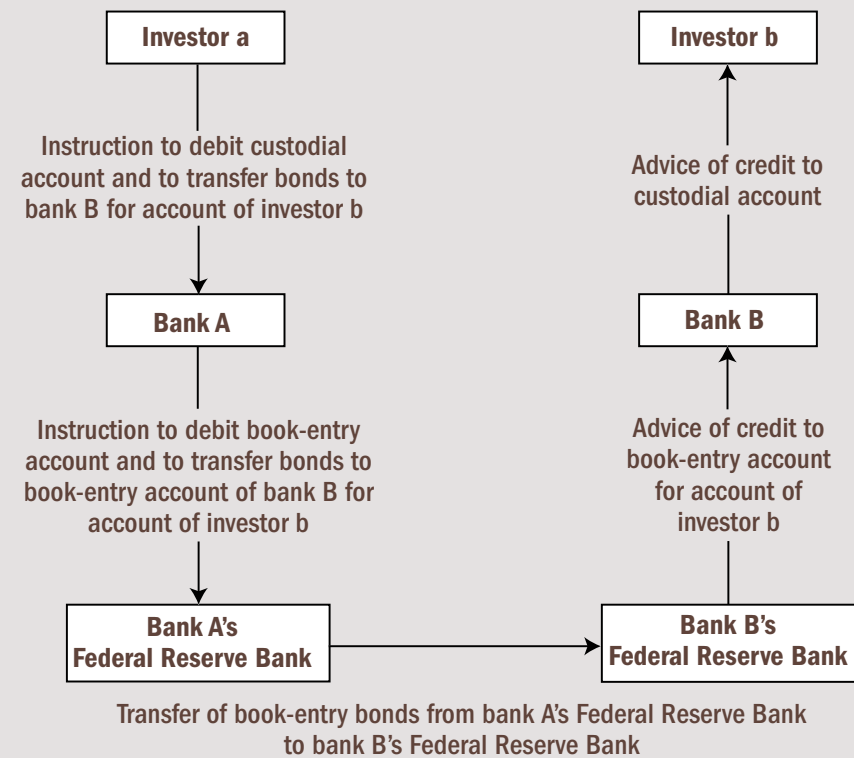 Investor a
Investor b
Instruction to debit custodial
account and to transfer bonds to
bank B for account of investor b
Advice of credit to
custodial account
Bank A
Bank B
Instruction to debit book-entry
account and to transfer bonds to
book-entry account of bank B for
account of investor b
Advice of credit to
book-entry account
for account of
investor b
Bank A's
Federal Reserve Bank
Bank B's
Federal Reserve Bank
Transfer of book-entry bonds from bank A's Federal Reserve Bank
to bank B's Federal Reserve Bank